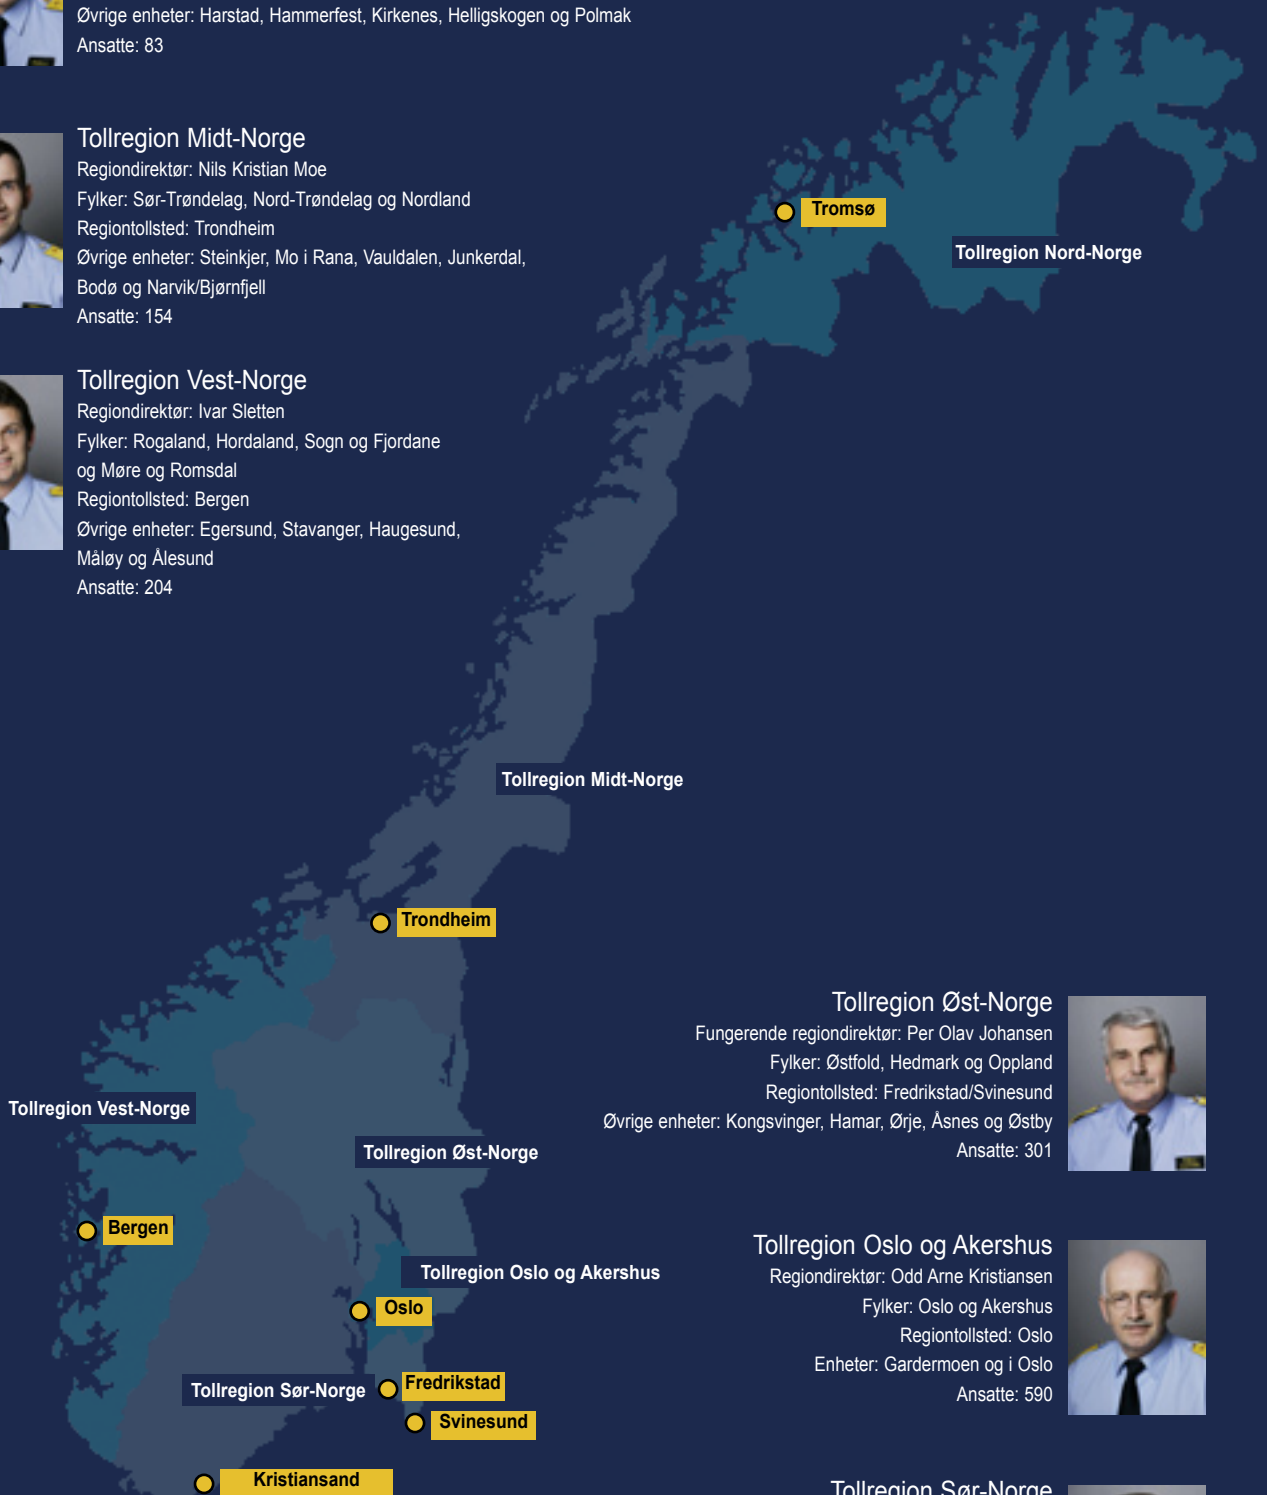 Øvrige enheter: Harstad, Hammerfest, Kirkenes, Helligskogen og Polmak
Ansatte: 83
Tollregion Midt-Norge
Regiondirektør: Nils Kristian Moe
Fylker: Sør-Trøndelag, Nord-Trøndelag og Nordland
Regiontollsted: Trondheim
Øvrige enheter: Steinkjer, Mo i Rana, Vauldalen, Junkerdal,
Bodø og Narvik/Bjørnfjell
Ansatte: 154
Tollregion Vest-Norge
Regiondirektør: Ivar Sletten
Fylker: Rogaland, Hordaland, Sogn og Fjordane
og Møre og Romsdal
Regiontollsted: Bergen
Øvrige enheter: Egersund, Stavanger, Haugesund,
Måløy og Ålesund
Ansatte: 204
Tromsø
Tollregion Nord-Norge
Tollregion Midt-Norge
Trondheim
Tollregion Vest-Norge
Tollregion Øst-Norge
Bergen
Tollregion Oslo og Akershus
Oslo
Tollregion Sør-Norge
Fredrikstad
Svinesund
Kristiansand
Tollregion Øst-Norge
Fungerende regiondirektør: Per Olav Johansen
Fylker: Østfold, Hedmark og Oppland
Regiontollsted: Fredrikstad/Svinesund
Øvrige enheter: Kongsvinger, Hamar, Ørje, Åsnes og Østby
Ansatte: 301
Tollregion Oslo og Akershus
Regiondirektør: Odd Arne Kristiansen
Fylker: Oslo og Akershus
Regiontollsted: Oslo
Enheter: Gardermoen og i Oslo
Ansatte: 590
Tollregion Sør-Norge